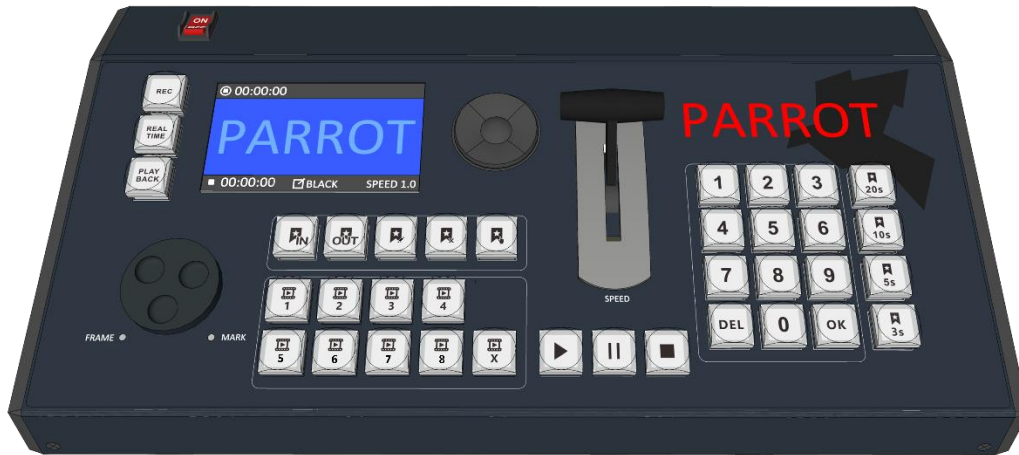 ON
REC
REAL
TIME
PLAY
BACK
00:00:00
PARROT
00:00:00 BLACK SPEED 1.0
PARROT
IN
OUT
1 2 3 4
5 6 7 8 X
FRAME
MARK
SPEED
1 2 3
20s
4 5 6
10s
7 8 9
5s
DEL 0 OK
3s